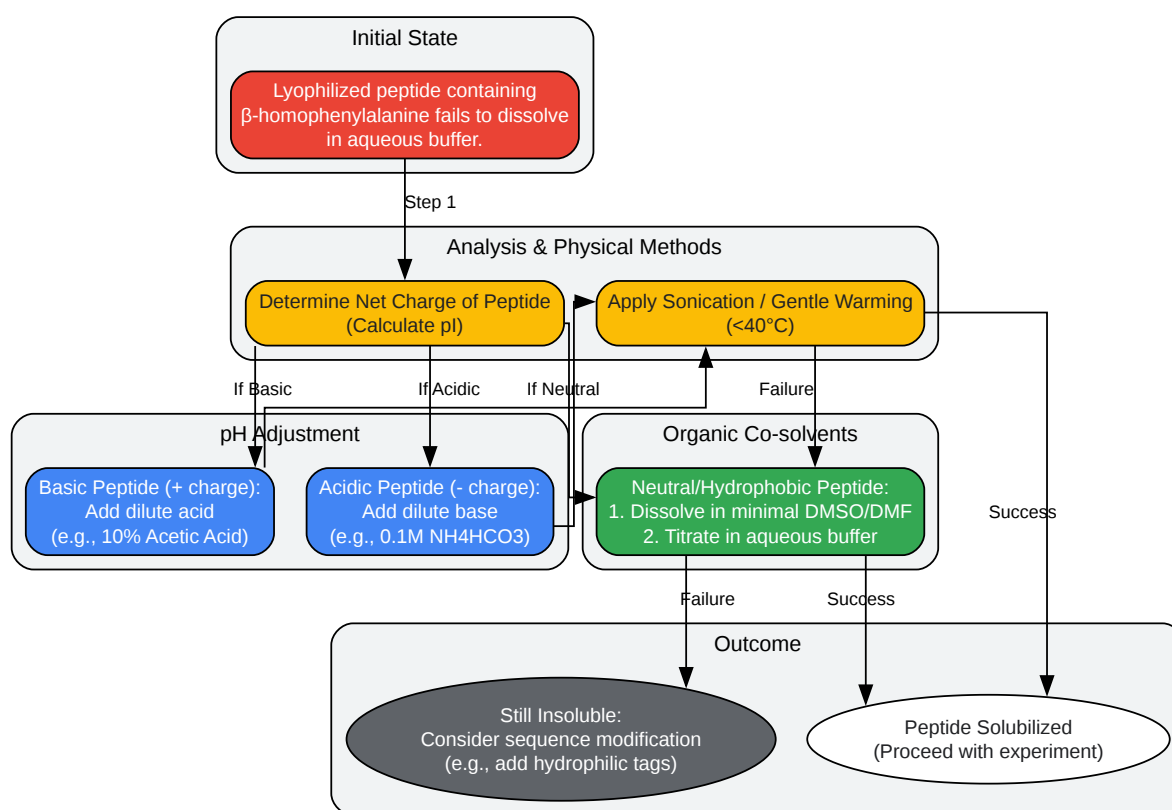 Initial State
Lyophilized peptide containing
β-homophenylalanine fails to dissolve
in aqueous buffer.
Step 1
Analysis & Physical Methods
Determine Net Charge of Peptide
(Calculate pI)
Apply Sonication / Gentle Warming
(<40°C)
If Basic
If Acidic
If Neutral
Failure
pH Adjustment
Organic Co-solvents
Basic Peptide (+ charge):
Add dilute acid
(e.g., 10% Acetic Acid)
Acidic Peptide (- charge):
Add dilute base
(e.g., 0.1M NH4HCO3)
Neutral/Hydrophobic Peptide:
1. Dissolve in minimal DMSO/DMF
2. Titrate in aqueous buffer
Success
Failure
Success
Outcome
Still Insoluble:
Consider sequence modification
(e.g., add hydrophilic tags)
Peptide Solubilized
(Proceed with experiment)